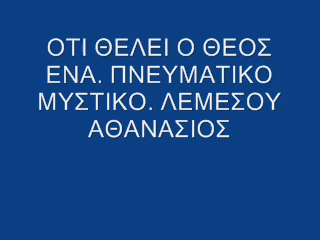 ΟΤΙ ΘΕΛΕΙ Ο ΘΕΟΣ
ΕΝΑ. ΠΝΕΥΜΑΤΙΚΟ
ΜΥΣΤΙΚΟ. ΛΕΜΕΣΟΥ
ΑΘΑΝΑΣΙΟΣ